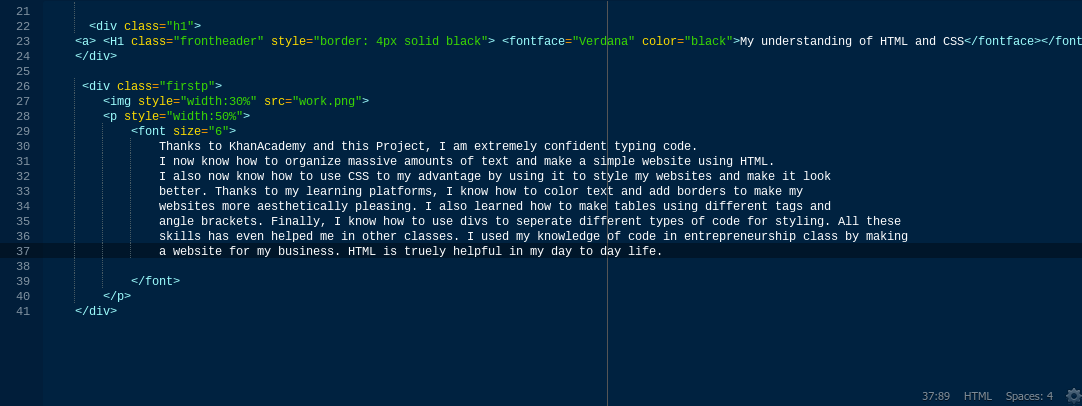 21
22 <div class="h1">
23 <a> <H1 class="frontheader" style="border: 4px solid black"> <fontface="Verdana" color="black">My understanding of HTML and CSS</fontface></font
24 </div>
25
26 <div class="firstp">
27 <img style="width:30%" src="work.png">
28 <p style="width:50%">
29 <font size="6">
30 Thanks to KhanAcademy and this Project, I am extremely confident typing code.
31 I now know how to organize massive amounts of text and make a simple website using HTML.
32 I also now know how to use CSS to my advantage by using it to style my websites and make it look
33 better. Thanks to my learning platforms, I know how to color text and add borders to make my
34 websites more aesthetically pleasing. I also learned how to make tables using different tags and
35 angle brackets. Finally, I know how to use divs to seperate different types of code for styling. All these
36 skills has even helped me in other classes. I used my knowledge of code in entrepreneurship class by making
37 a website for my business. HTML is truely helpful in my day to day life.
38
39 </font>
40 </p>
41 </div>
37:89 HTML Spaces: 4